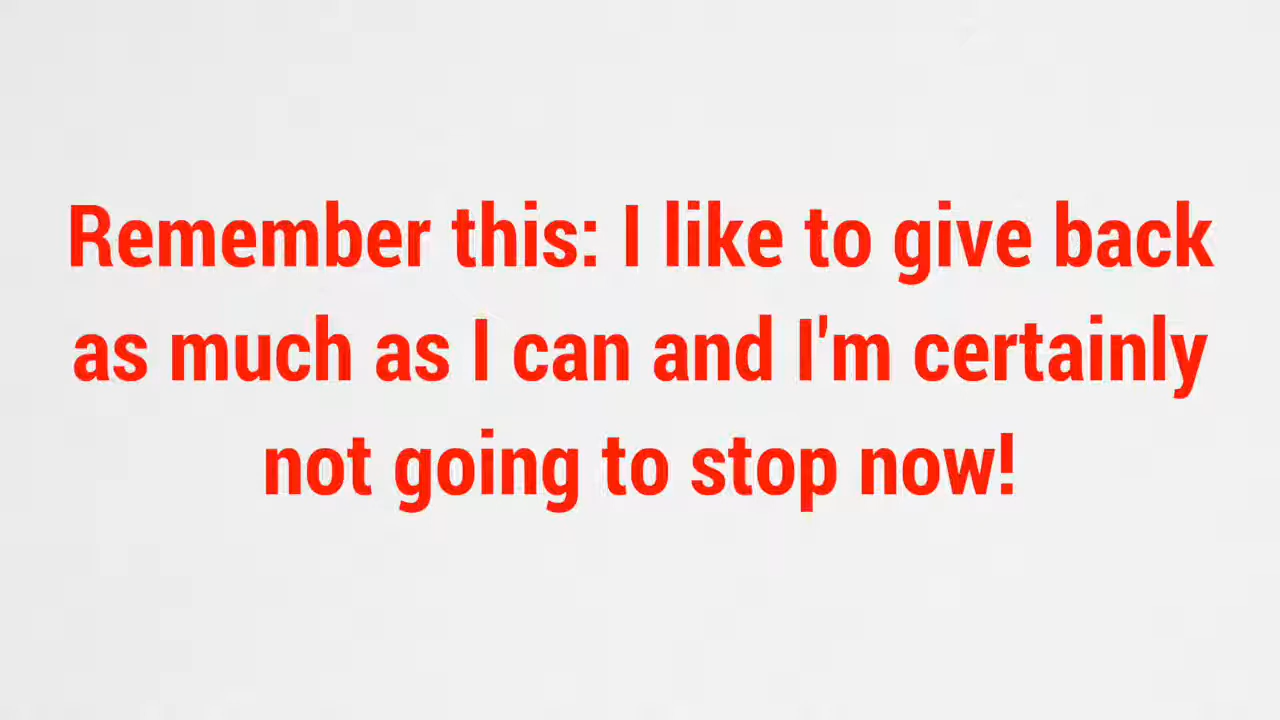 Remember this: I like to give back
as much as I can and I'm certainly
not going to stop now!